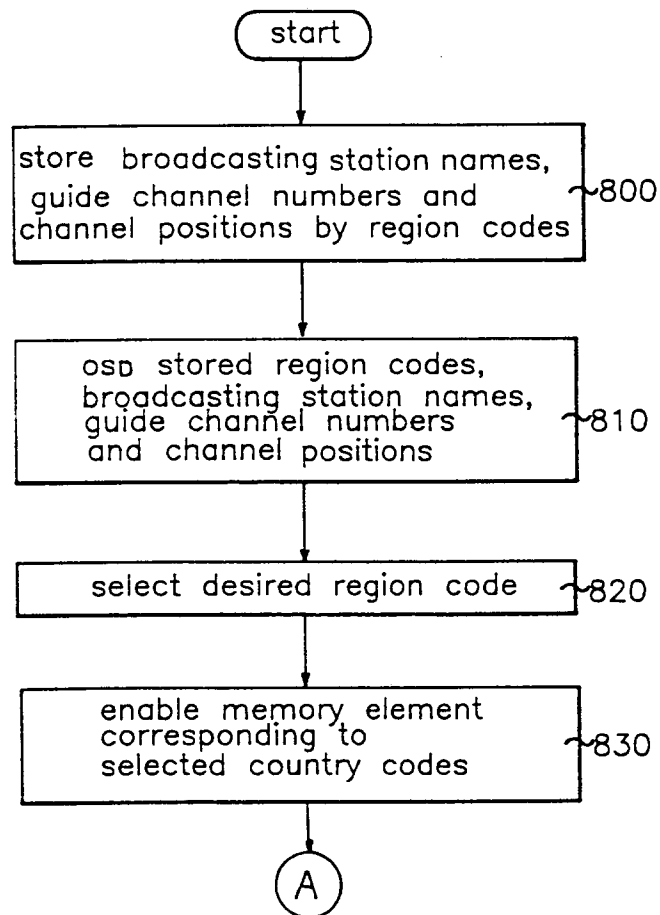 start
store broadcasting station names,
guide channel numbers and
channel positions by region codes
800
OSD stored region codes,
broadcasting station names,
guide channel numbers
and channel positions
810
select desired region code
820
enable memory element
corresponding to
selected country codes
830
A